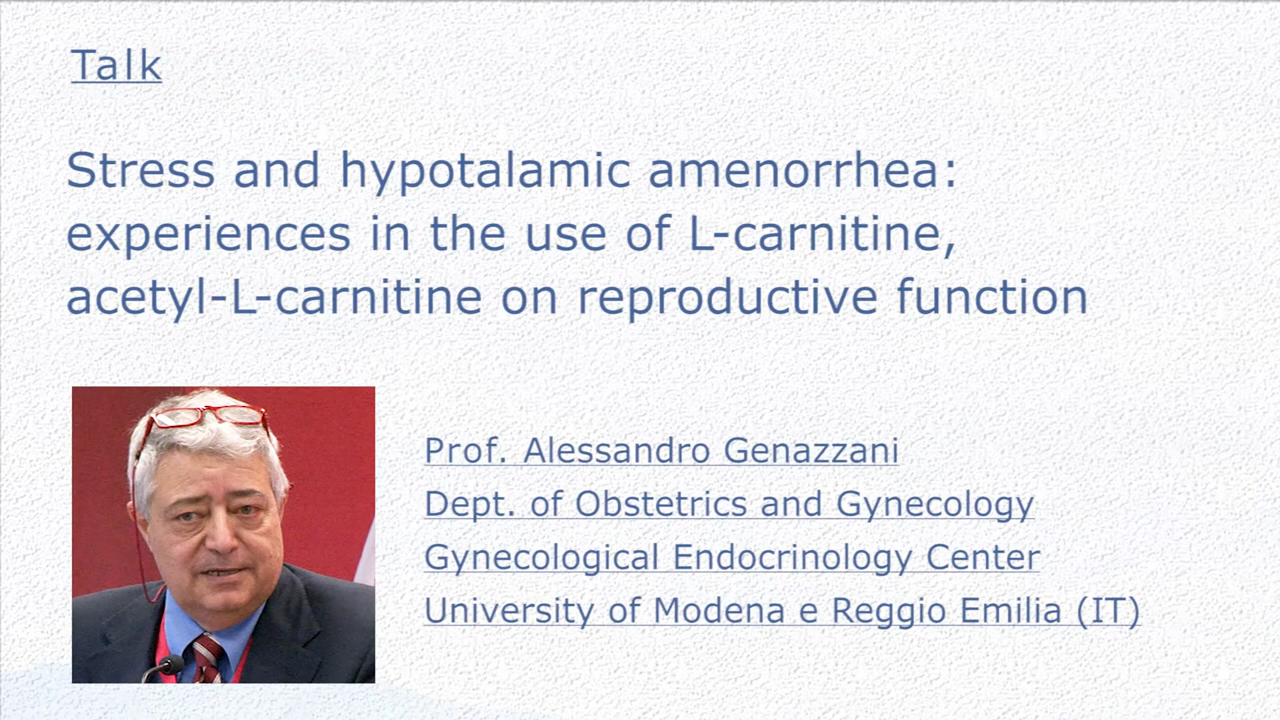 Talk
Stress and hypotalamic amenorrhea:
experiences in the use of L-carnitine,
acetyl-L-carnitine on reproductive function
Prof. Alessandro Genazzani
Dept. of Obstetrics and Gynecology
Gynecological Endocrinology Center
University of Modena e Reggio Emilia (IT)